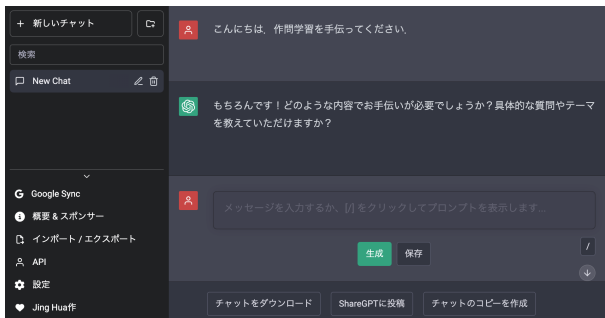 + 新しいチャット
検索
New Chat
Google Sync
概要 & スポンサー
インポート / エクスポート
API
設定
Jing Hua作
こんにちは，作問学習を手伝ってください．
もちろんです！どのような内容でお手伝いが必要でしょうか？具体的な質問やテーマ
を教えていただけますか？
メッセージを入力するか、[/] をクリックしてプロンプトを表示します...
生成
保存
/
チャットをダウンロード
ShareGPTに投稿
チャットのコピーを作成